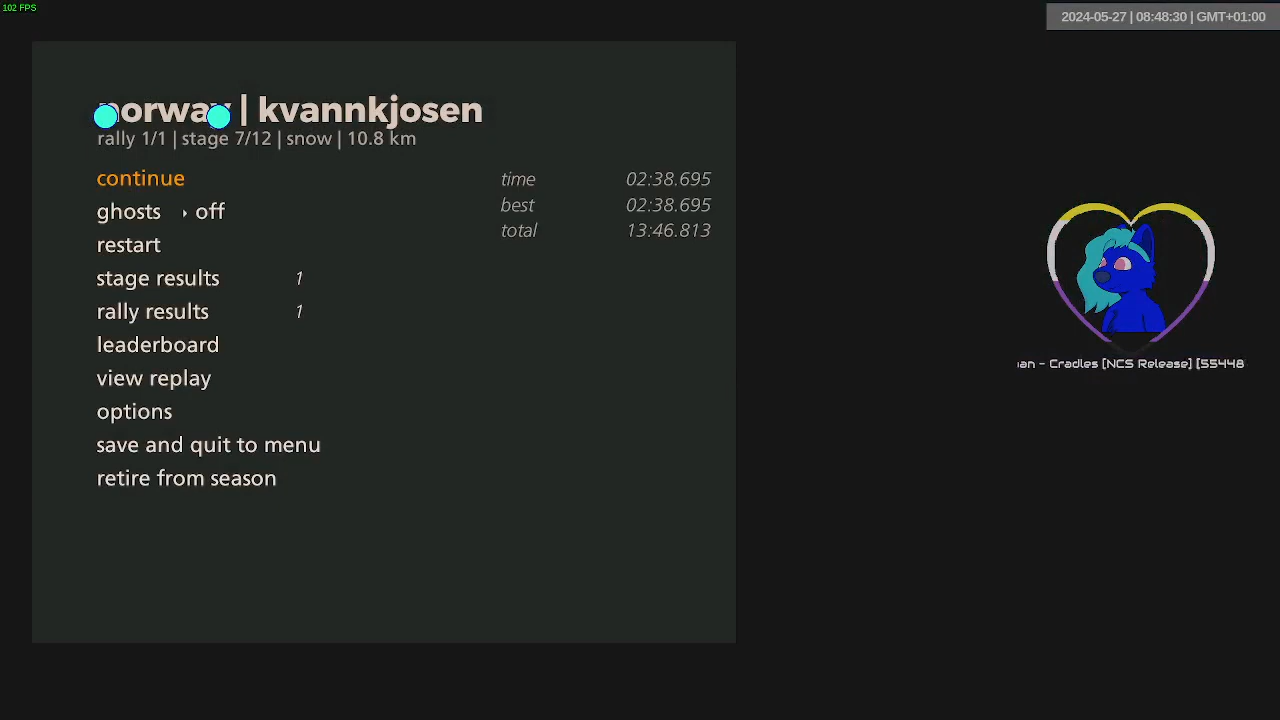 102 FPS
2024-05-27 | 08:48:30 | GMT+01:00
norway | kvannkjosen
rally 1/1 | stage 7/12 | snow | 10.8 km
continue
ghosts ‣ off
restart
stage results 1
rally results 1
leaderboard
view replay
options
save and quit to menu
retire from season
time 02:38.695
best 02:38.695
total 13:46.813
- Cradles [NCS Release] [55448